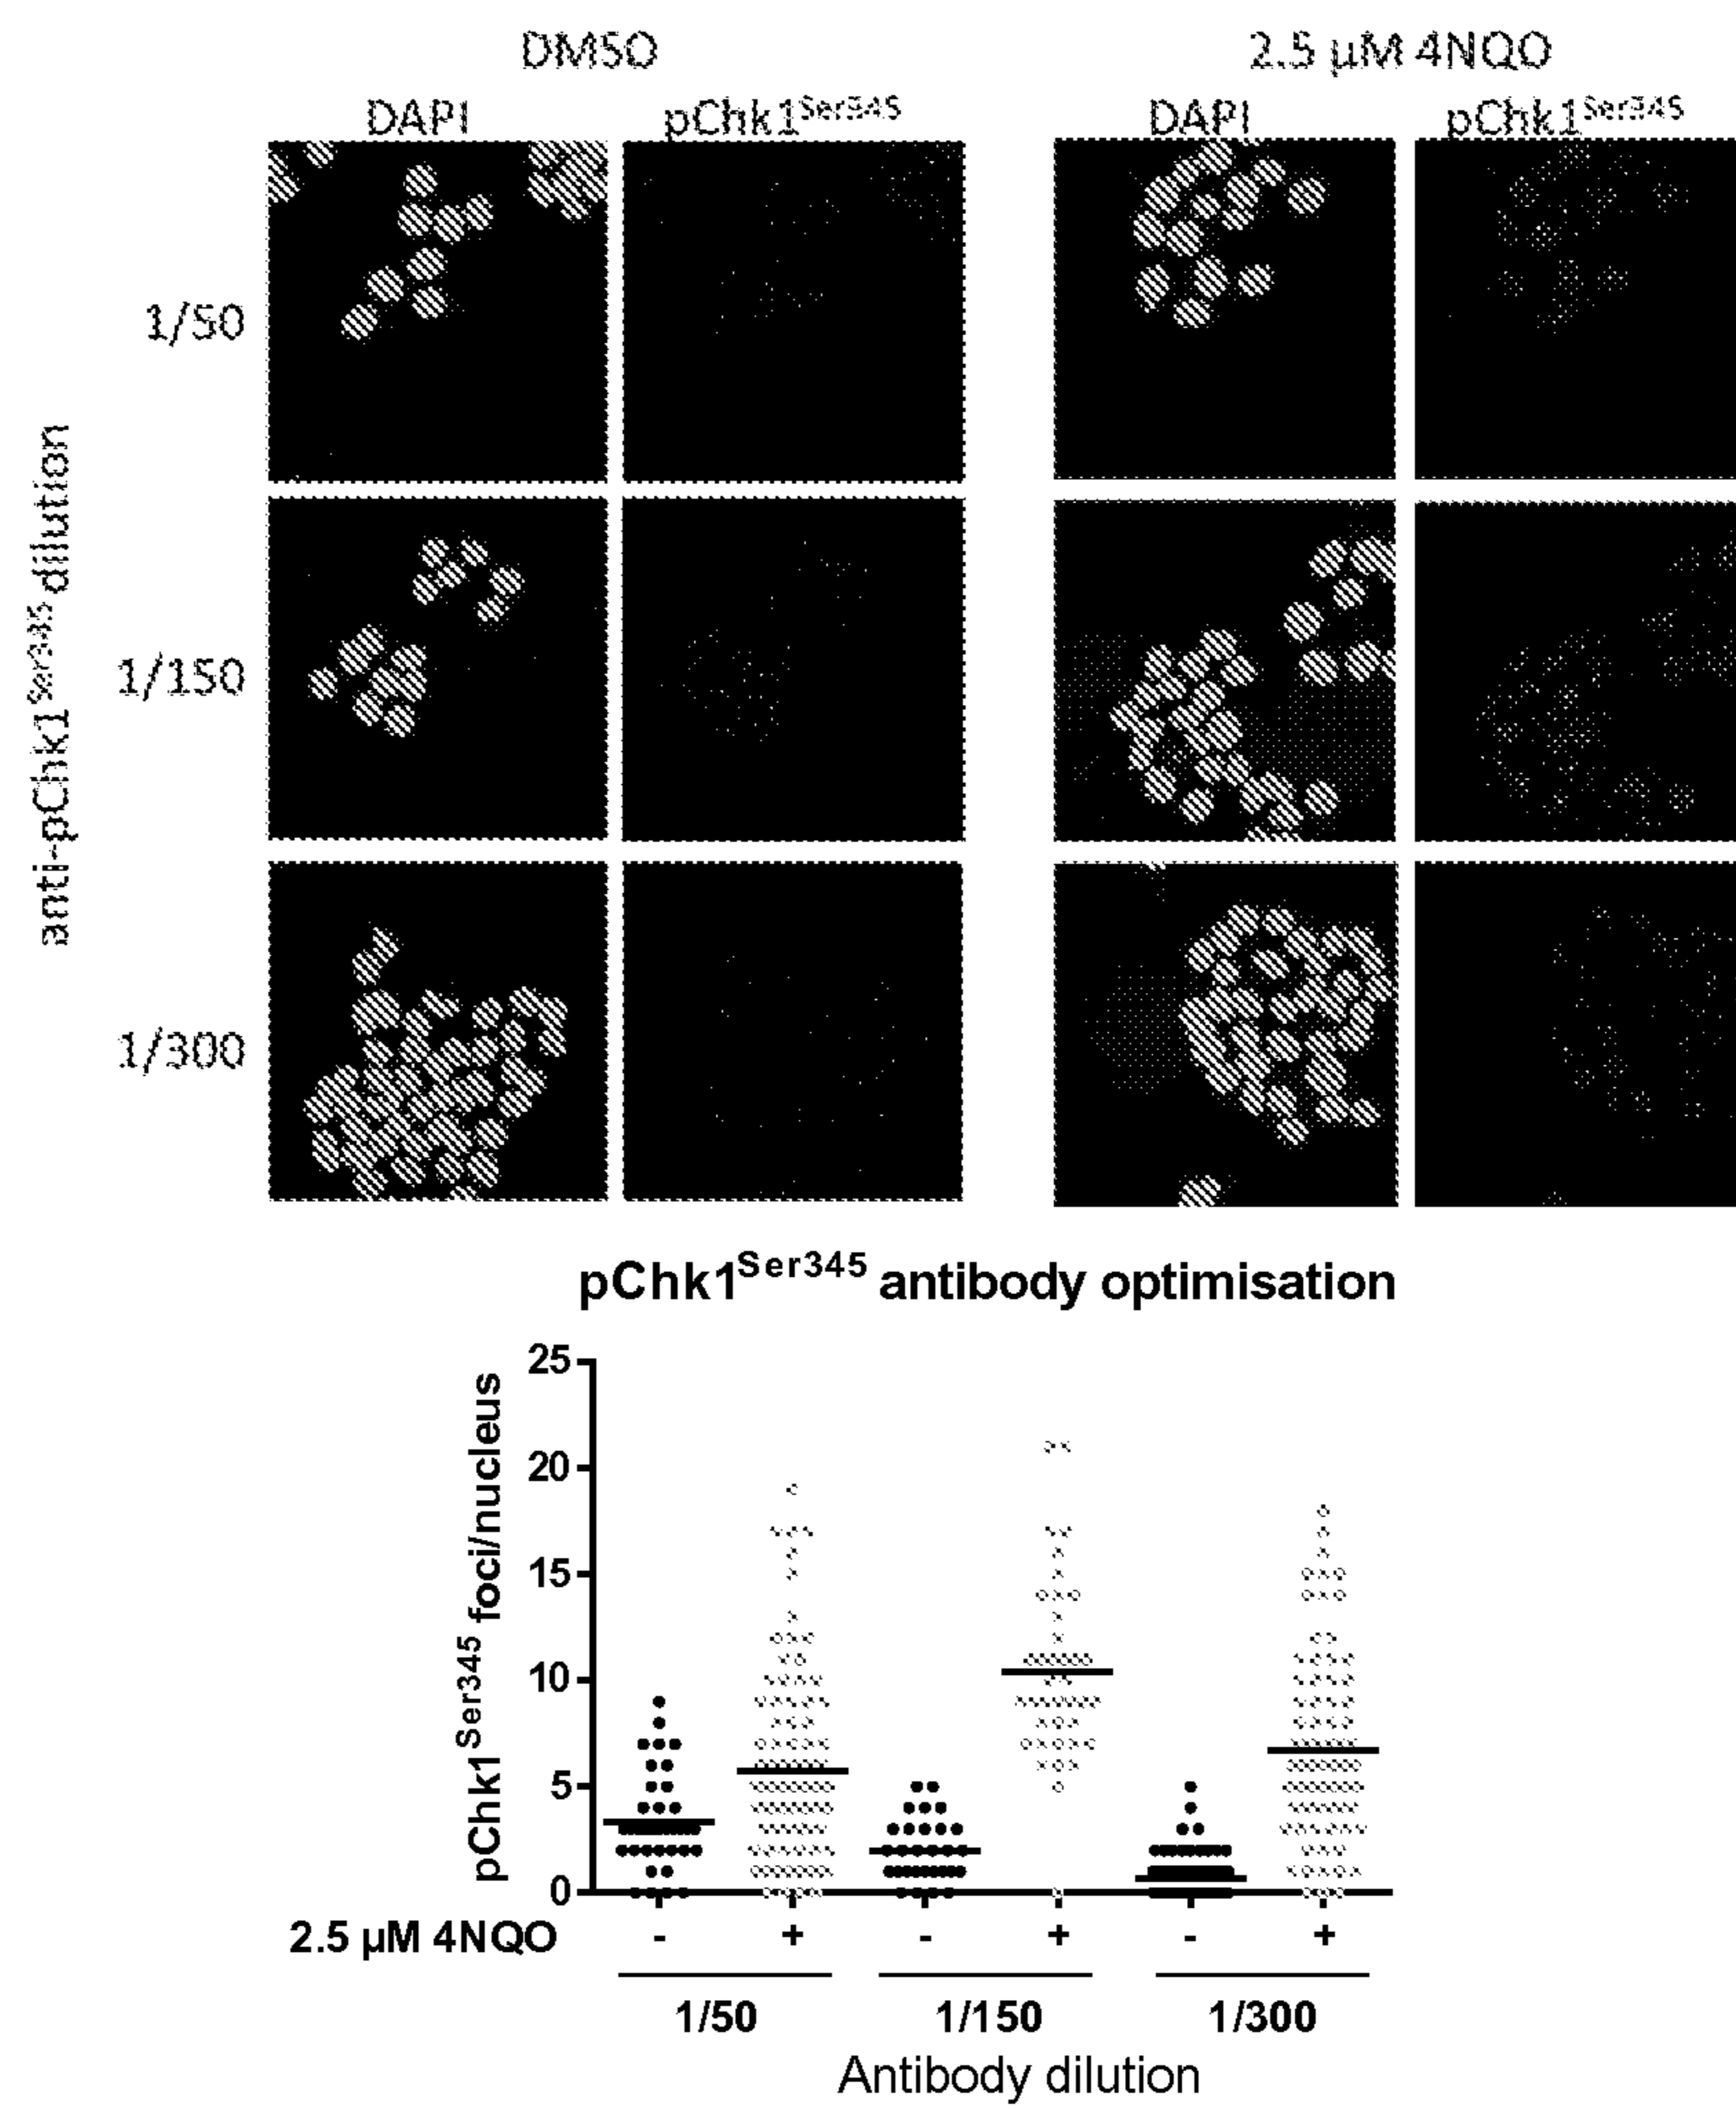 DMSO 2.5 µM 4NQO
DAPI pChk1Ser345 DAPI pChk1Ser345
anti-pChk1Ser345 dilution
1/50
1/150
1/300
pChk1Ser345 antibody optimisation
pChk1Ser345 foci/nucleus
25
20
15
10
5
0
2.5 µM 4NQO - + - + - +
1/50 1/150 1/300
Antibody dilution